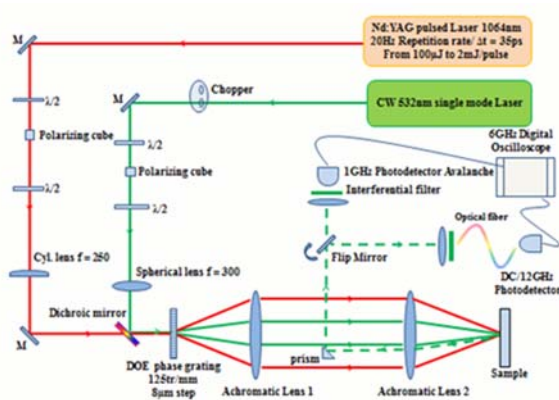 Nd:YAG pulsed Laser 1064nm
20Hz Repetition rate/ Δt = 35ps
From 100µJ to 2mJ/pulse
M
M
Chopper
CW 532nm single mode Laser
λ/2
λ/2
Polarizing cube
Polarizing cube
λ/2
λ/2
6GHz Digital
Oscilloscope
1GHz Photodetector Avalanche
Interferential filter
Optical fiber
Flip Mirror
DC/12GHz
Photodetector
Cyl. lens f = 250
Spherical lens f = 300
Dichroic mirror
M
DOE phase grating
125tr/mm
8µm step
prism
Achromatic Lens 1
Achromatic Lens 2
Sample